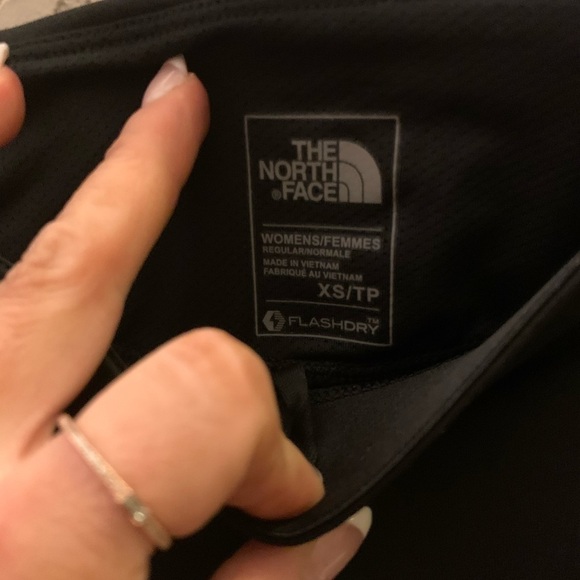 THE
NORTH
®FACE
WOMENS/FEMMES
REGULAR/NORMALE
MADE IN VIETNAM
FABRIQUÉ AU VIETNAM
XS/TP
FLASHDRY™